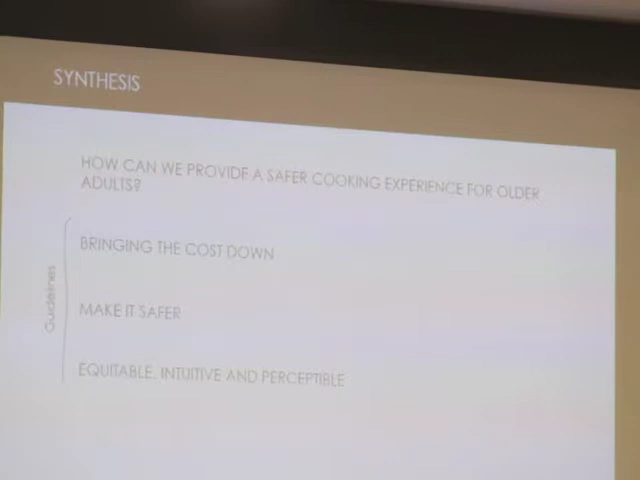 SYNTHESIS
HOW CAN WE PROVIDE A SAFER COOKING EXPERIENCE FOR OLDER
ADULTS?
Guidelines
BRINGING THE COST DOWN
MAKE IT SAFER
EQUITABLE, INTUITIVE AND PERCEPTIBLE